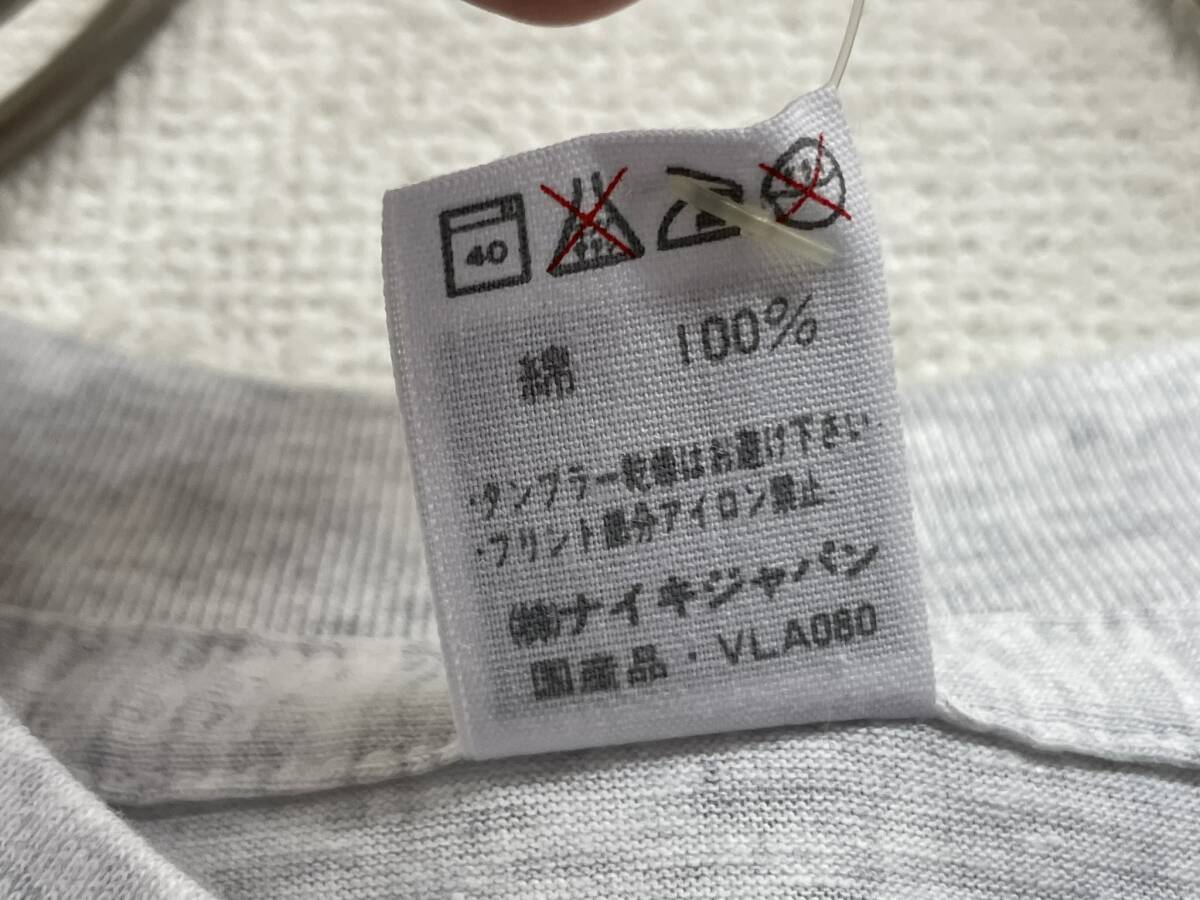 40
綿 100%
・タンブラー乾燥はお避け下さい.
・プリント部分アイロン禁止
㈱ナイキジャパン
国産品・VLA080